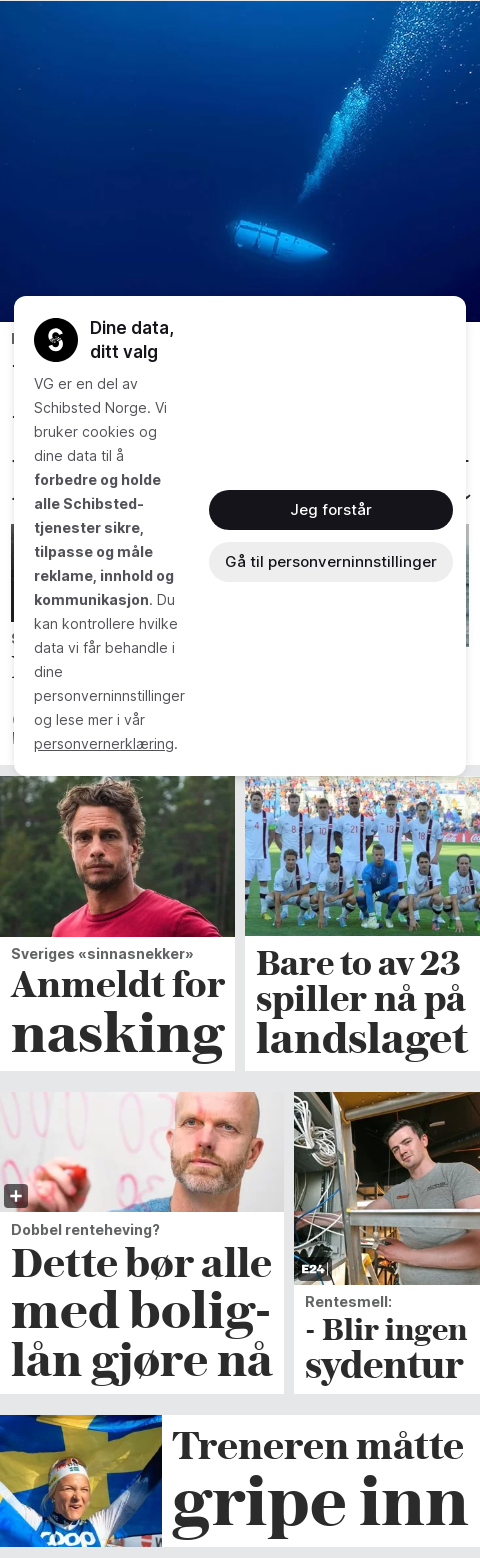 Dine data,
ditt valg
VG er en del av
Schibsted Norge. Vi
bruker cookies og
dine data til å
forbedre og holde
alle Schibsted-
tjenester sikre,
tilpasse og måle
reklame, innhold og
kommunikasjon. Du
kan kontrollere hvilke
data vi får behandle i
dine
personverninnstillinger
og lese mer i vår
personvernerklæring.
Jeg forstår
Gå til personverninnstillinger
Sveriges «sinnasnekker»
Anmeldt for
nasking
Bare to av 23
spiller nå på
landslaget
Dobbel renteheving?
Dette bør alle
med bolig-
lån gjøre nå
E24
Rentesmell:
- Blir ingen
sydentur
coop
Treneren måtte
gripe inn